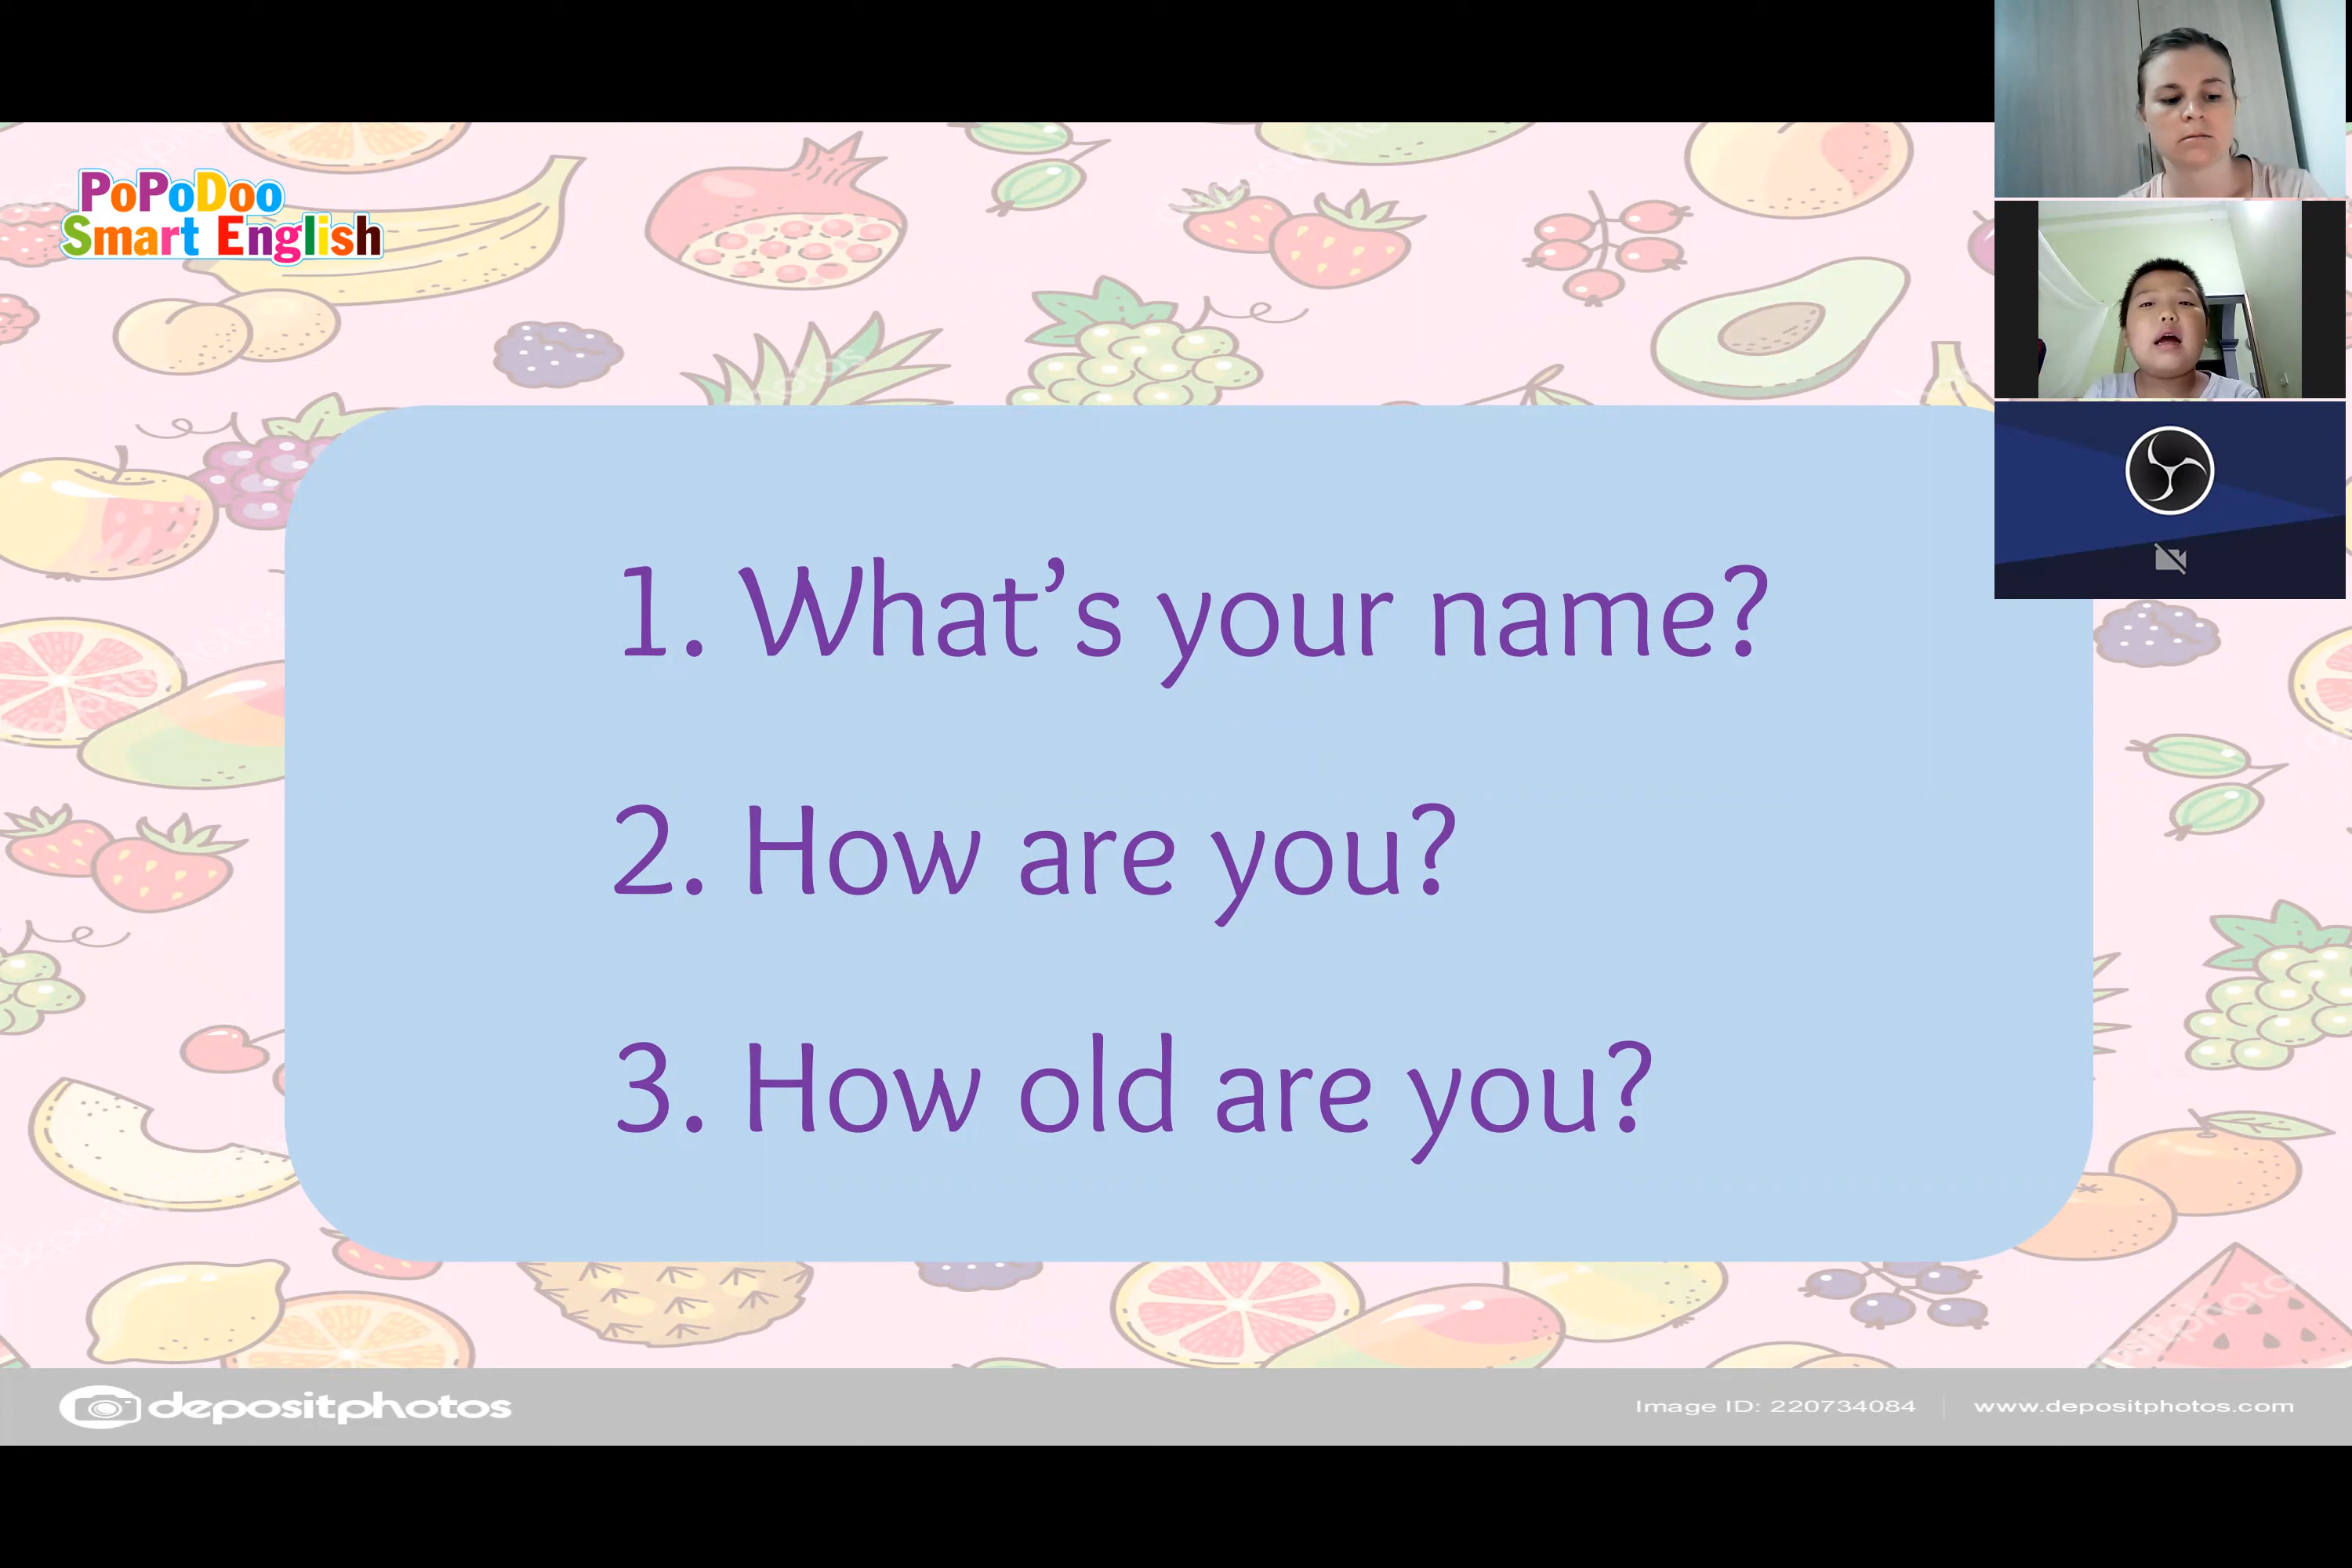 PoPoDoo
Smart English
1. What’s your name?
2. How are you?
3. How old are you?
depositphotos
Image ID: 220734084
www.depositphotos.com